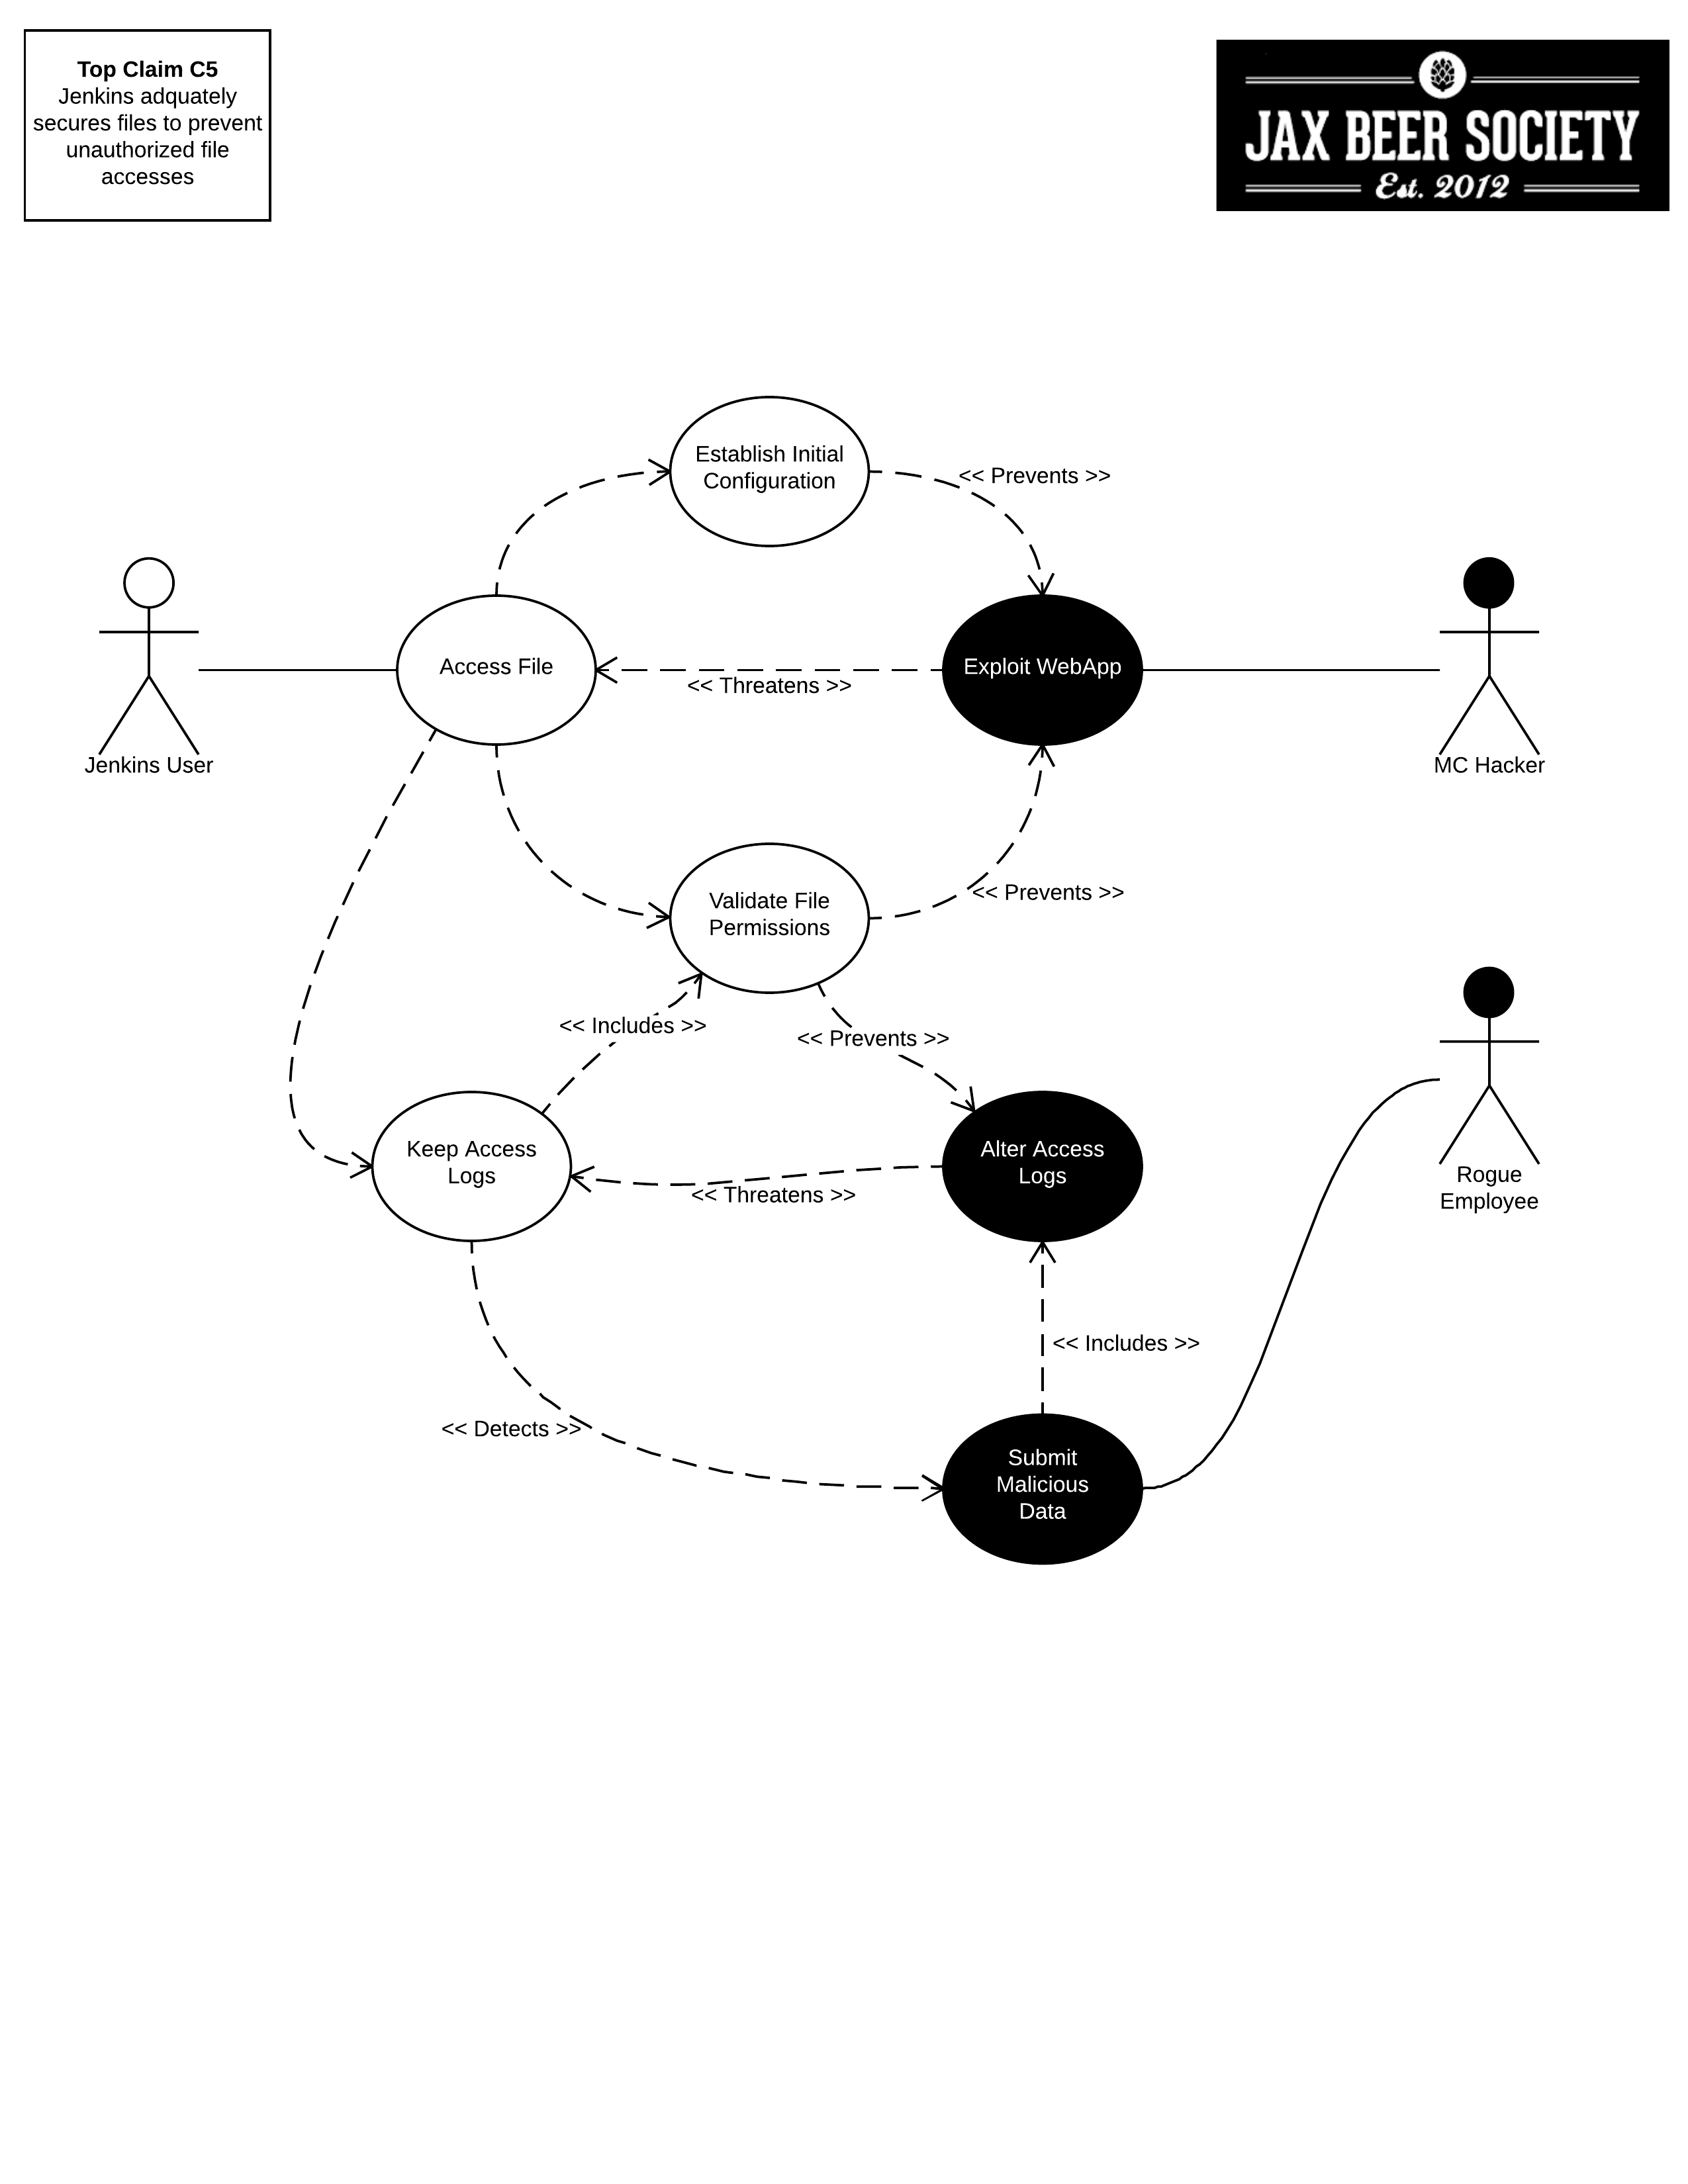 Top Claim C5
Jenkins adquately
secures files to prevent
unauthorized file
accesses
JAX BEER SOCIETY
Est. 2012
Establish Initial
Configuration
<< Prevents >>
Access File
Exploit WebApp
<< Threatens >>
Jenkins User
MC Hacker
Validate File
Permissions
<< Prevents >>
<< Includes >>
<< Prevents >>
Keep Access
Logs
Alter Access
Logs
<< Threatens >>
Rogue
Employee
<< Includes >>
<< Detects >>
Submit
Malicious
Data